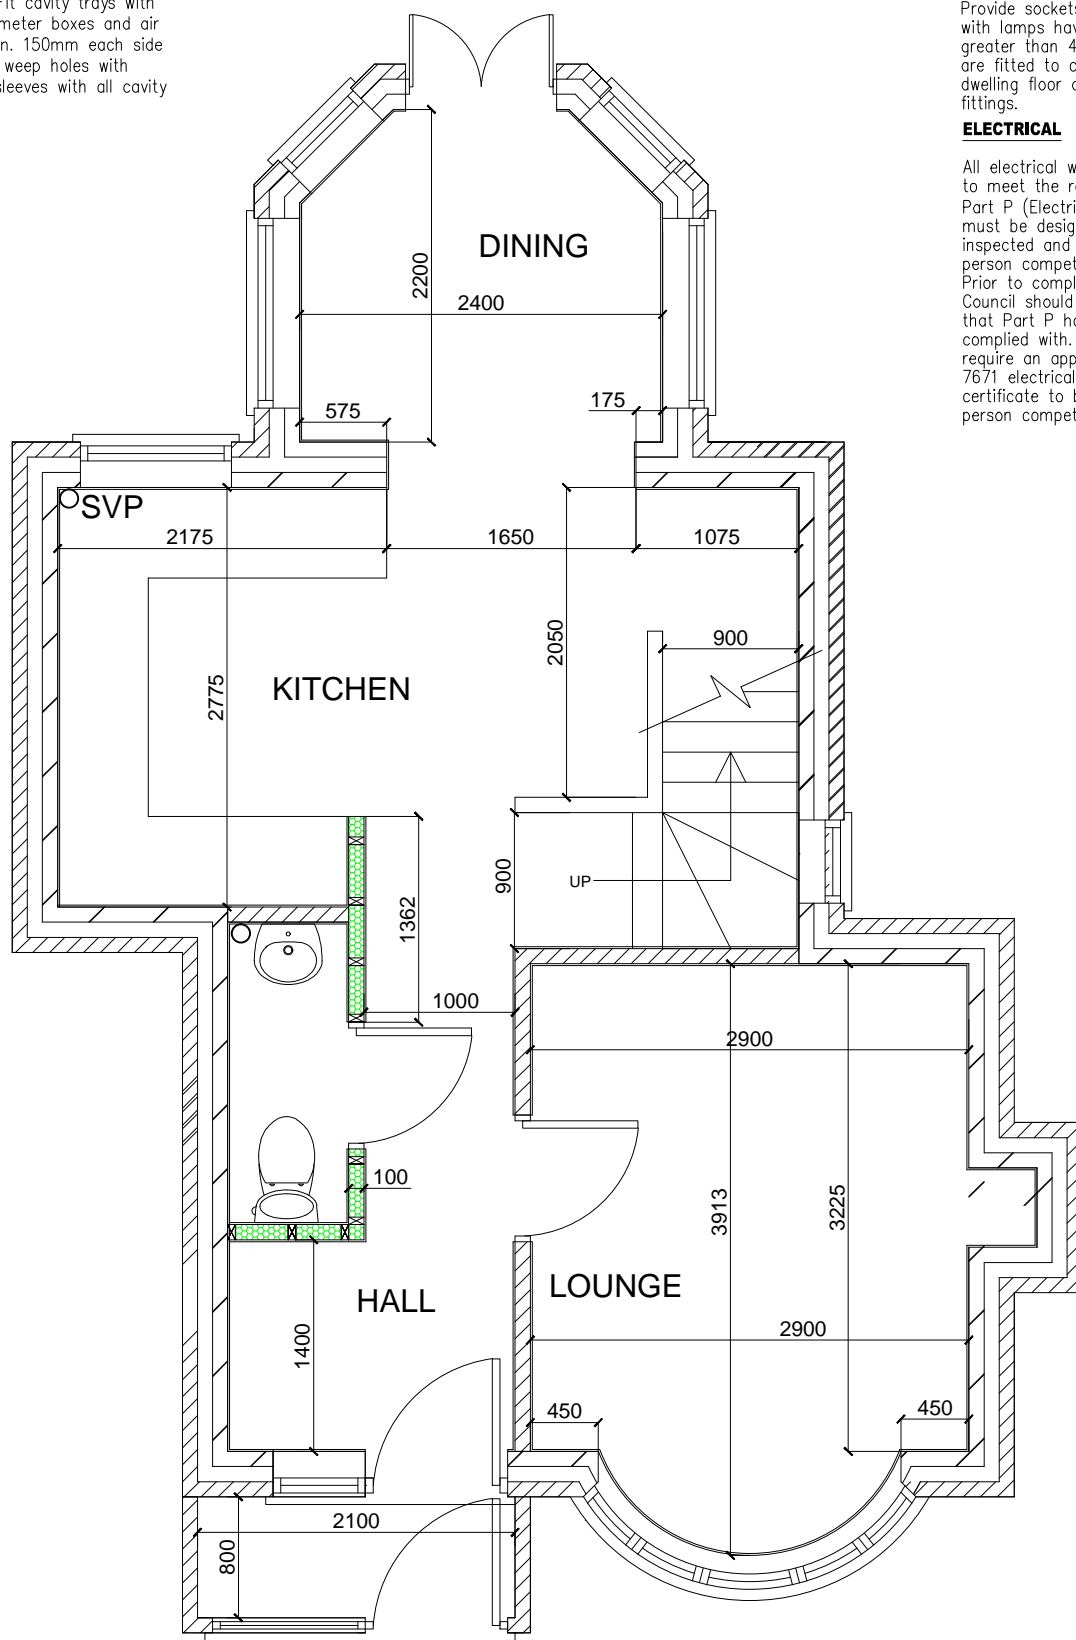 Fit cavity trays with
meter boxes and air
n. 150mm each side
weep holes with
sleeves with all cavity
Provide sockets
with lamps hav
greater than 4
are fitted to
dwelling floor
fittings.
ELECTRICAL
All electrical w
to meet the re
Part P (Electri
must be desig
inspected and
person compet
Prior to compl
Council should
that Part P ha
complied with.
require an app
7671 electrical
certificate to b
person compet
DINING
2200
2400
575
175
SVP
2175
1650
1075
2050
900
KITCHEN
2775
900
UP
1362
1000
2900
100
3913
3225
LOUNGE
HALL
1400
2900
450
450
2100
800